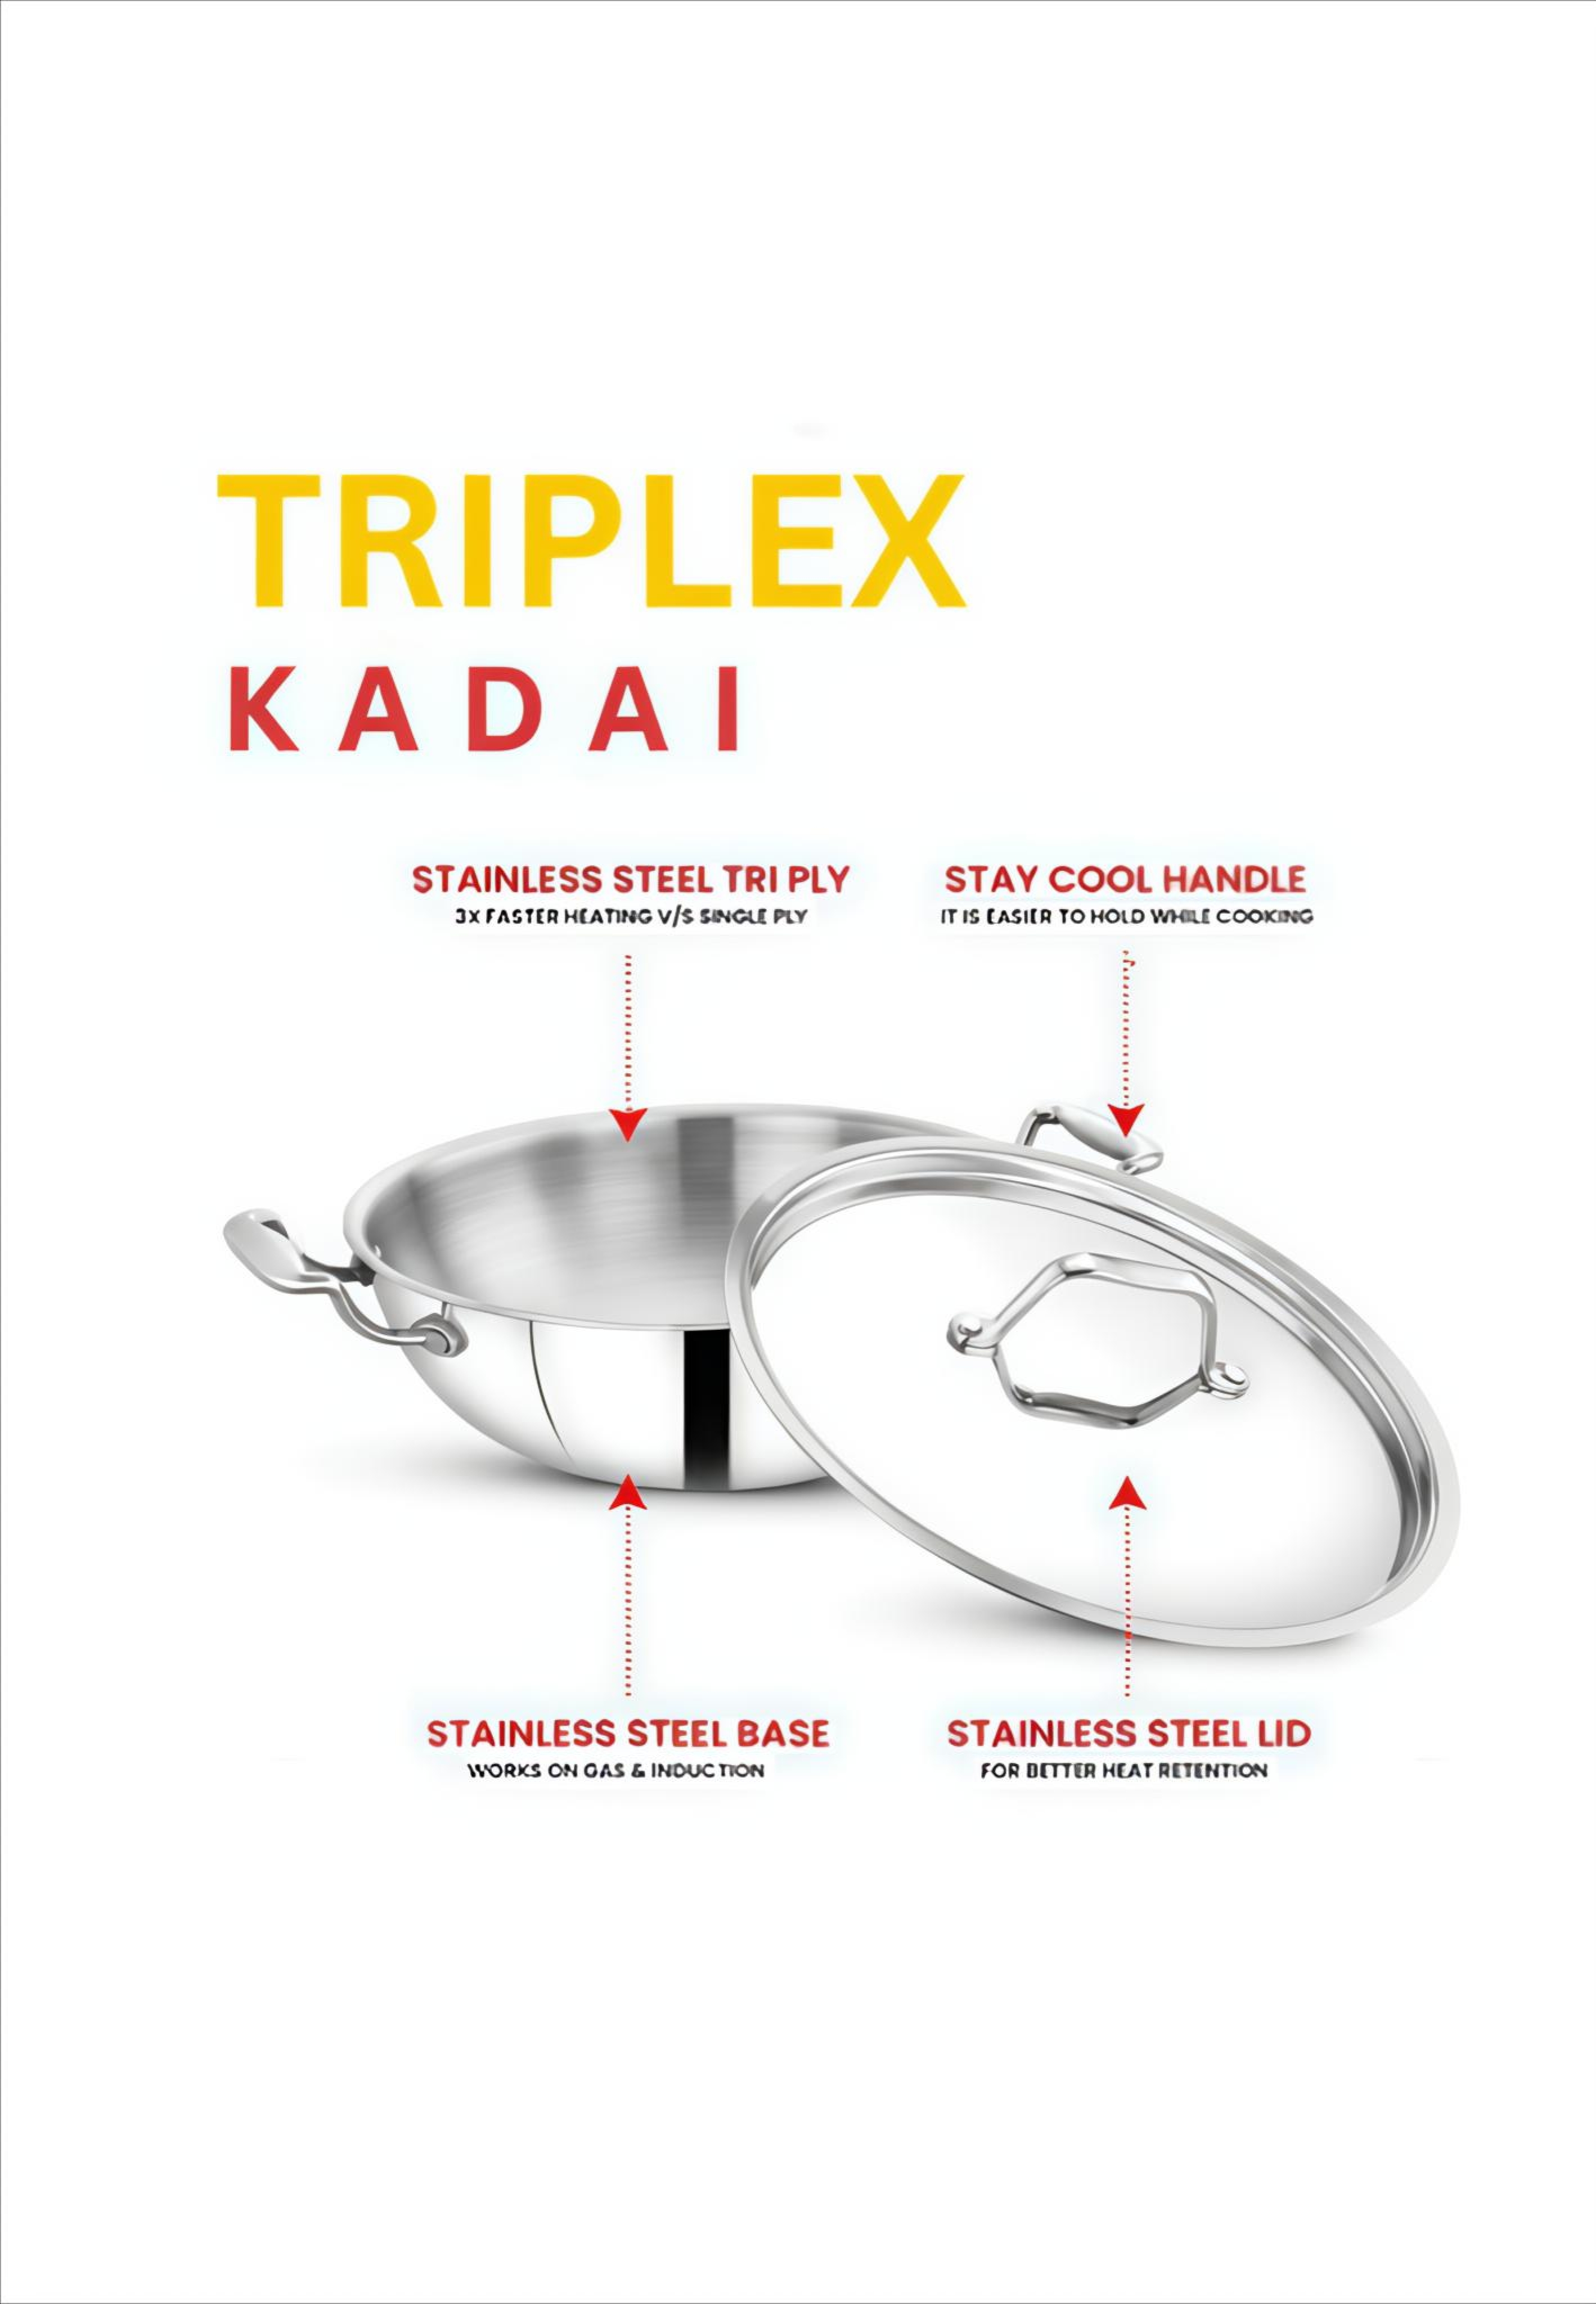 TRIPLEX
KADAI
STAINLESS STEEL TRI PLY
3X FASTER HEATING V/S SINGLE PLY
STAY COOL HANDLE
IT IS EASIER TO HOLD WHILE COOKING
STAINLESS STEEL BASE
WORKS ON GAS & INDUCTION
STAINLESS STEEL LID
FOR BETTER HEAT RETENTION